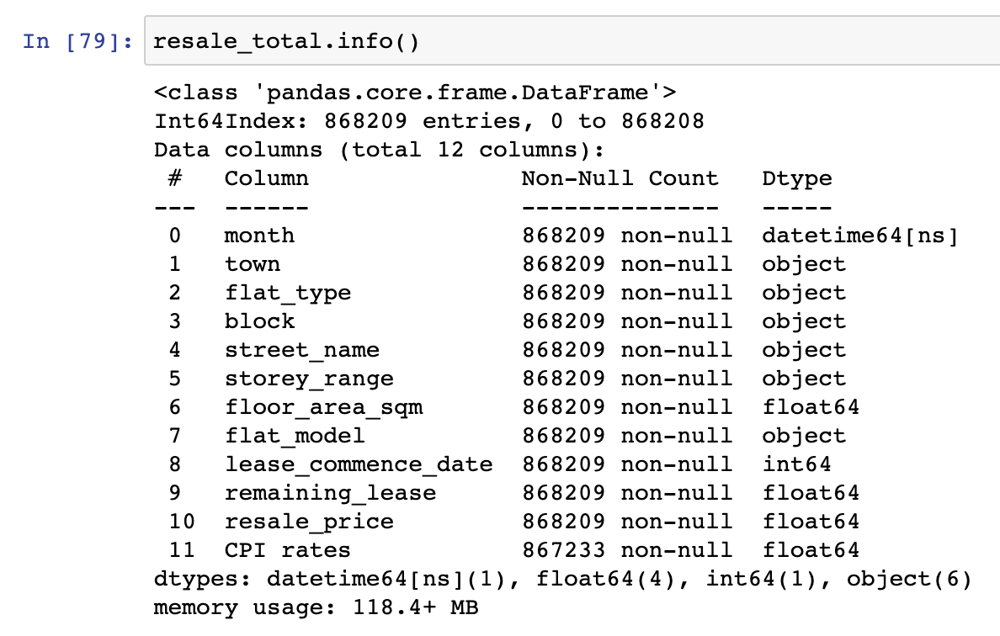 In [79]: resale_total.info()
<class 'pandas.core.frame.DataFrame'>
Int64Index: 868209 entries, 0 to 868208
Data columns (total 12 columns):
 #   Column               Non-Null Count   Dtype
---  ------               --------------   -----
 0   month                868209 non-null  datetime64[ns]
 1   town                 868209 non-null  object
 2   flat_type            868209 non-null  object
 3   block                868209 non-null  object
 4   street_name          868209 non-null  object
 5   storey_range         868209 non-null  object
 6   floor_area_sqm       868209 non-null  float64
 7   flat_model           868209 non-null  object
 8   lease_commence_date  868209 non-null  int64
 9   remaining_lease      868209 non-null  float64
 10  resale_price         868209 non-null  float64
 11  CPI rates            867233 non-null  float64
dtypes: datetime64[ns](1), float64(4), int64(1), object(6)
memory usage: 118.4+ MB